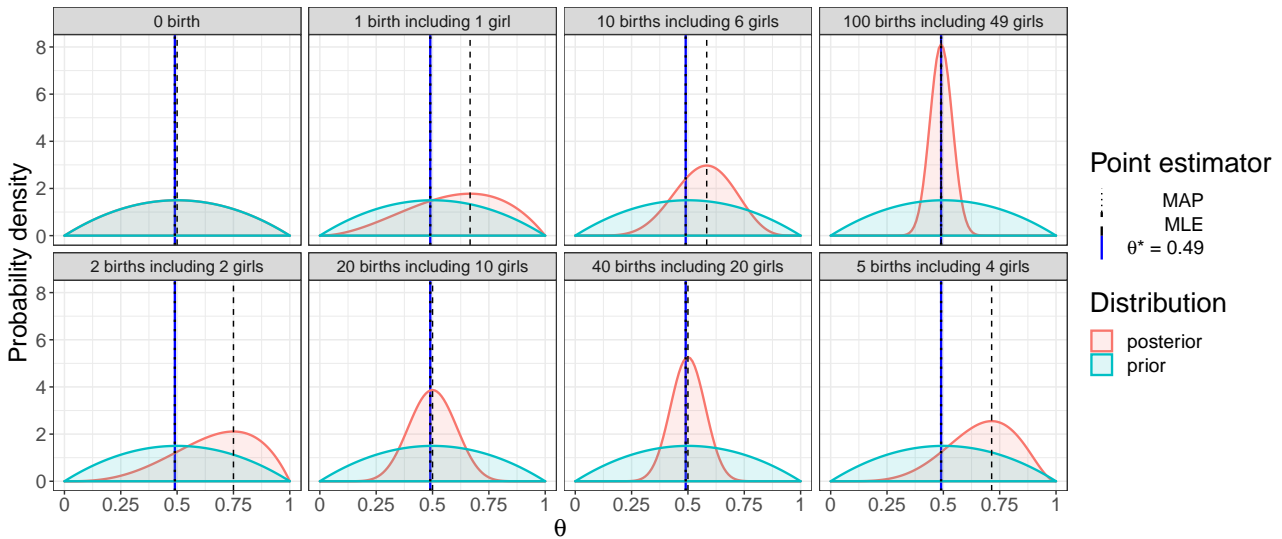 0 birth
1 birth including 1 girl
10 births including 6 girls
100 births including 49 girls
8
6
4
2
0
2 births including 2 girls
20 births including 10 girls
40 births including 20 girls
5 births including 4 girls
8
6
4
2
0
0 0.25 0.5 0.75 1
0 0.25 0.5 0.75 1
0 0.25 0.5 0.75 1
0 0.25 0.5 0.75 1
θ
Probability density
Point estimator
MAP
MLE
θ* = 0.49
Distribution
posterior
prior